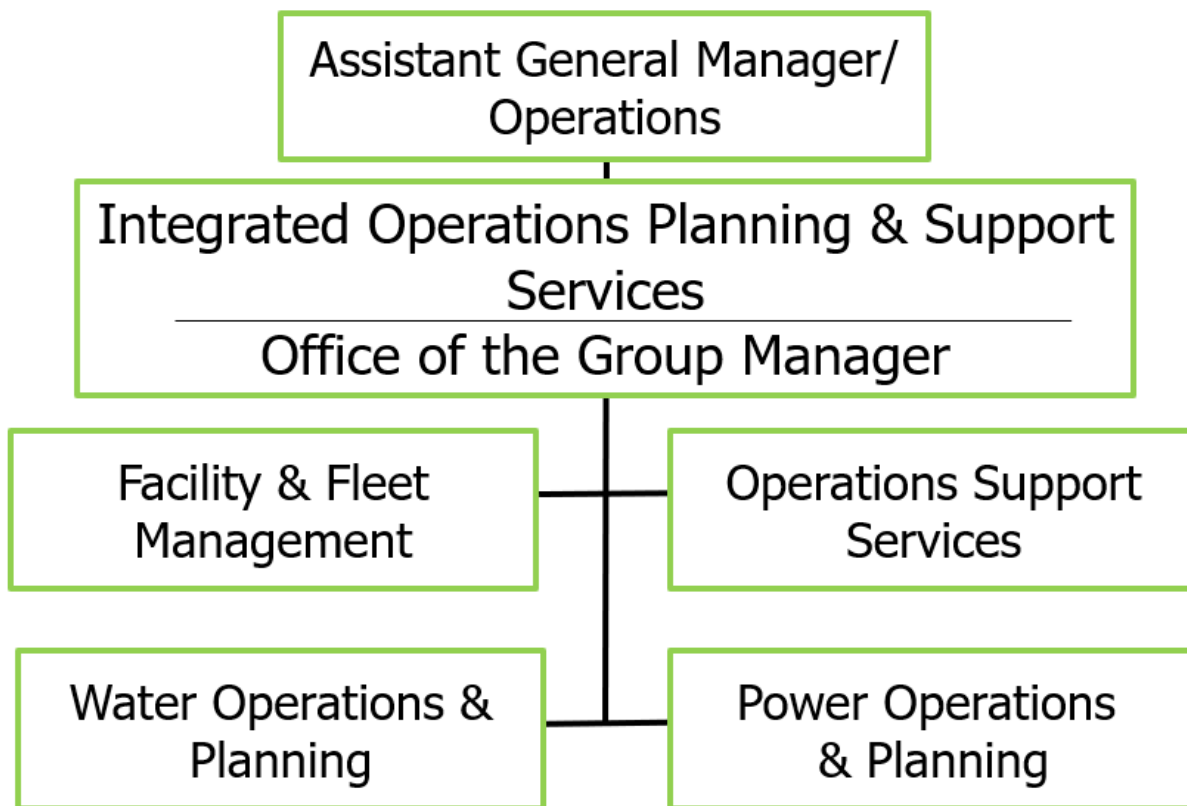 Assistant General Manager/
Operations
Integrated Operations Planning & Support
Services
Office of the Group Manager
Facility & Fleet
Management
Operations Support
Services
Water Operations &
Planning
Power Operations
& Planning